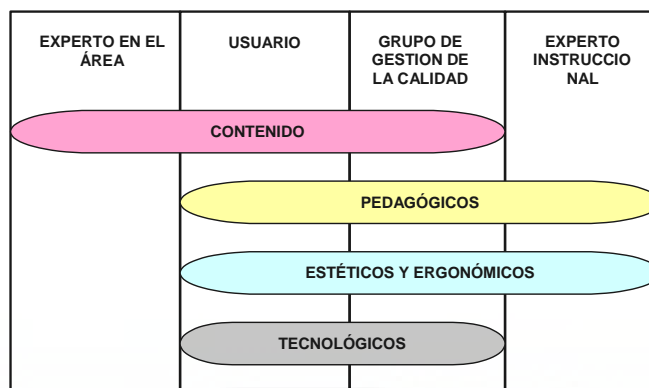 EXPERTO EN EL
ÁREA
USUARIO
GRUPO DE
GESTION DE
LA CALIDAD
EXPERTO
INSTRUCCIO
NAL
CONTENIDO
PEDAGÓGICOS
ESTÉTICOS Y ERGONÓMICOS
TECNOLÓGICOS